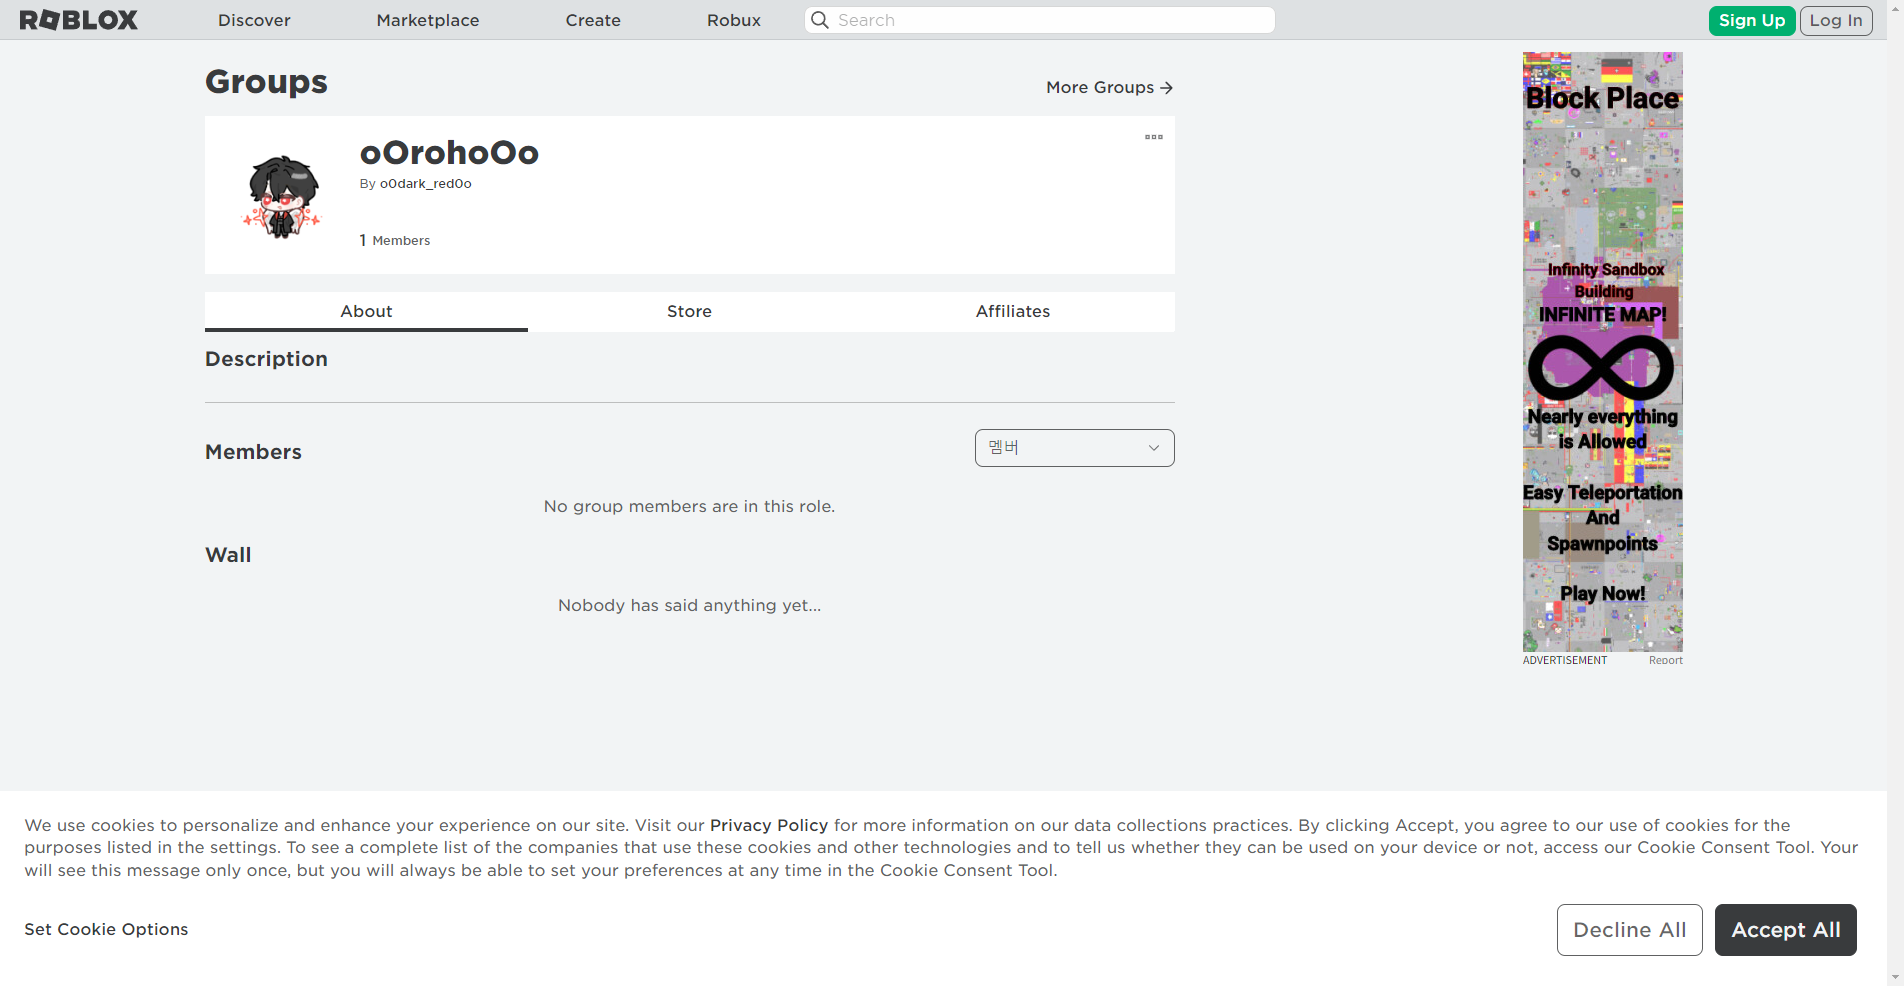 ROBLOX
Discover
Marketplace
Create
Robux
Search
Sign Up
Log In
Groups
More Groups
oOrohoOo
By o0dark_red0o
1 Members
About
Store
Affiliates
Description
Members
멤버
No group members are in this role.
Wall
Nobody has said anything yet...
Block Place
Infinity Sandbox
Building
INFINITE MAP!
Nearly everything
is Allowed
Easy Teleportation
And
Spawnpoints
Play Now!
ADVERTISEMENT
Report
We use cookies to personalize and enhance your experience on our site. Visit our Privacy Policy for more information on our data collections practices. By clicking Accept, you agree to our use of cookies for the
purposes listed in the settings. To see a complete list of the companies that use these cookies and other technologies and to tell us whether they can be used on your device or not, access our Cookie Consent Tool. Your
will see this message only once, but you will always be able to set your preferences at any time in the Cookie Consent Tool.
Set Cookie Options
Decline All
Accept All